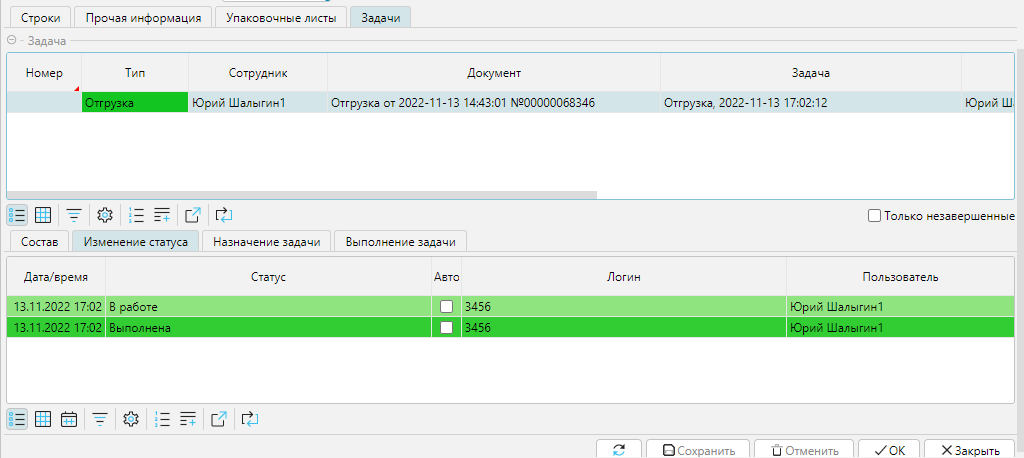 Строки Прочая информация Упаковочные листы Задачи
Задача
Номер Тип Сотрудник Документ Задача
Отгрузка Юрий Шалыгин1 Отгрузка от 2022-11-13 14:43:01 №00000068346 Отгрузка, 2022-11-13 17:02:12 Юрий Ш
Только незавершенные
Состав Изменение статуса Назначение задачи Выполнение задачи
Дата/время Статус Авто Логин Пользователь
13.11.2022 17:02 В работе 3456 Юрий Шалыгин1
13.11.2022 17:02 Выполнена 3456 Юрий Шалыгин1
Сохранить Отменить OK Закрыть